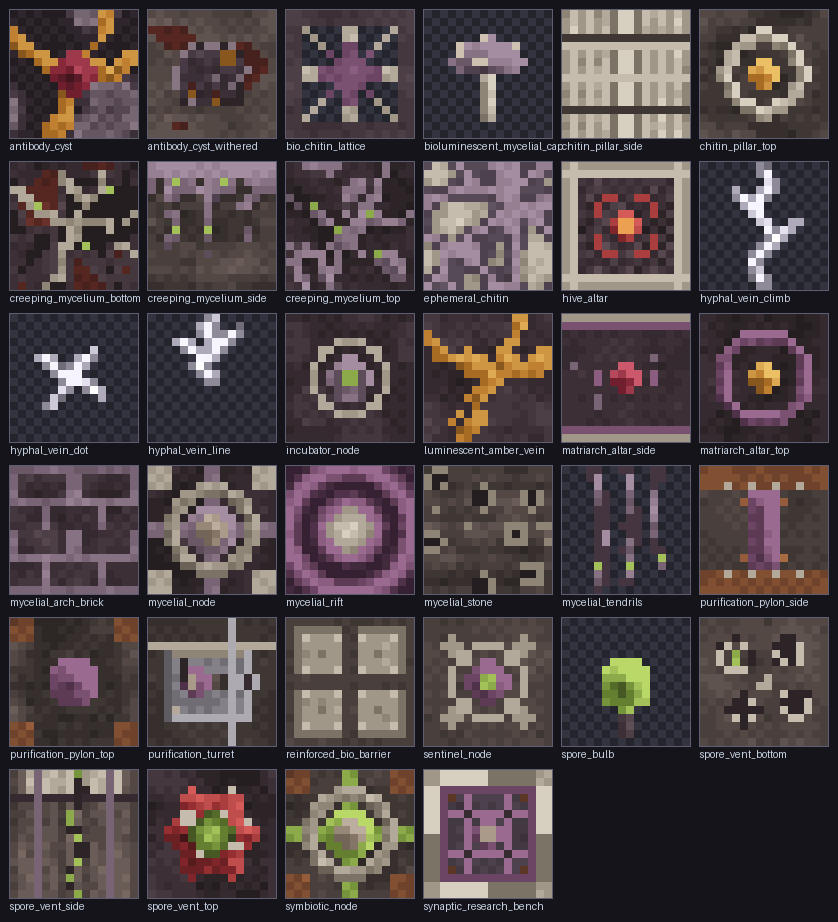 antibody_cyst
antibody_cyst_withered
bio_chitin_lattice
bioluminescent_mycelial_cap
chitin_pillar_side
chitin_pillar_top
creeping_mycelium_bottom
creeping_mycelium_side
creeping_mycelium_top
ephemeral_chitin
hive_altar
hyphal_vein_climb
hyphal_vein_dot
hyphal_vein_line
incubator_node
luminescent_amber_vein
matriarch_altar_side
matriarch_altar_top
mycelial_arch_brick
mycelial_node
mycelial_rift
mycelial_stone
mycelial_tendrils
purification_pylon_side
purification_pylon_top
purification_turret
reinforced_bio_barrier
sentinel_node
spore_bulb
spore_vent_bottom
spore_vent_side
spore_vent_top
symbiotic_node
synaptic_research_bench